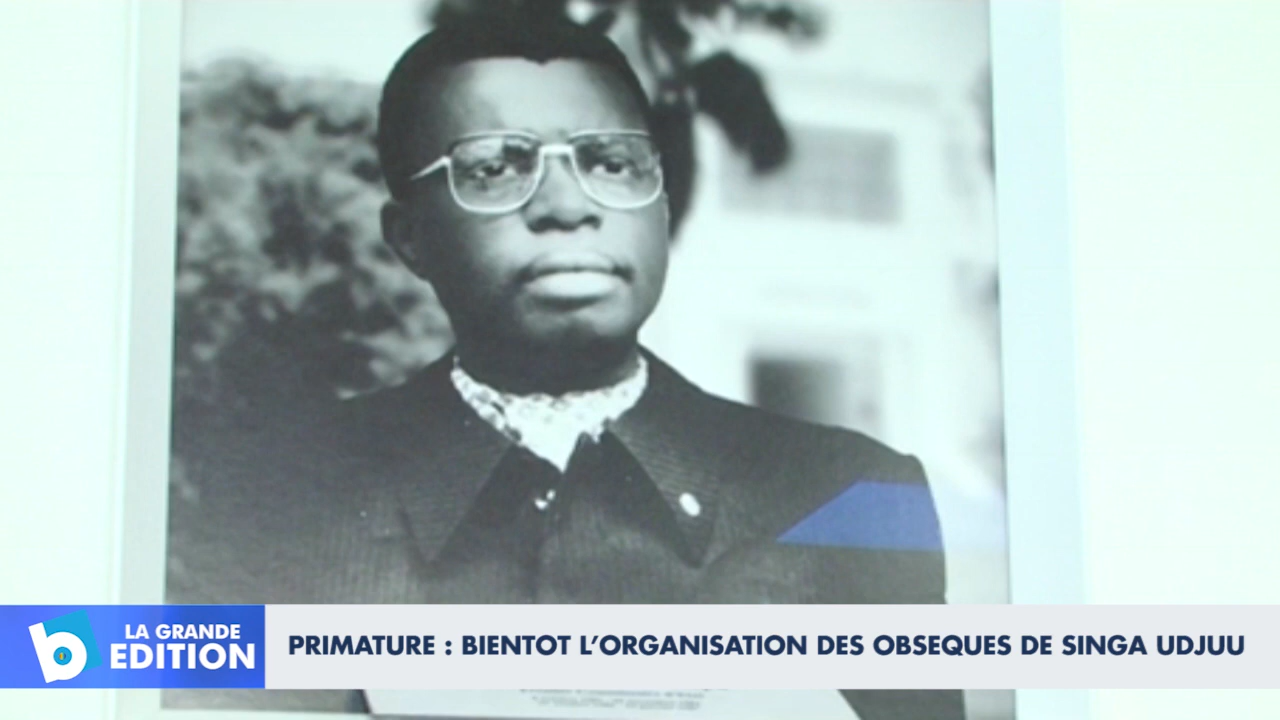 LA GRANDE
EDITION
PRIMATURE : BIENTOT L'ORGANISATION DES OBSEQUES DE SINGA UDJUU